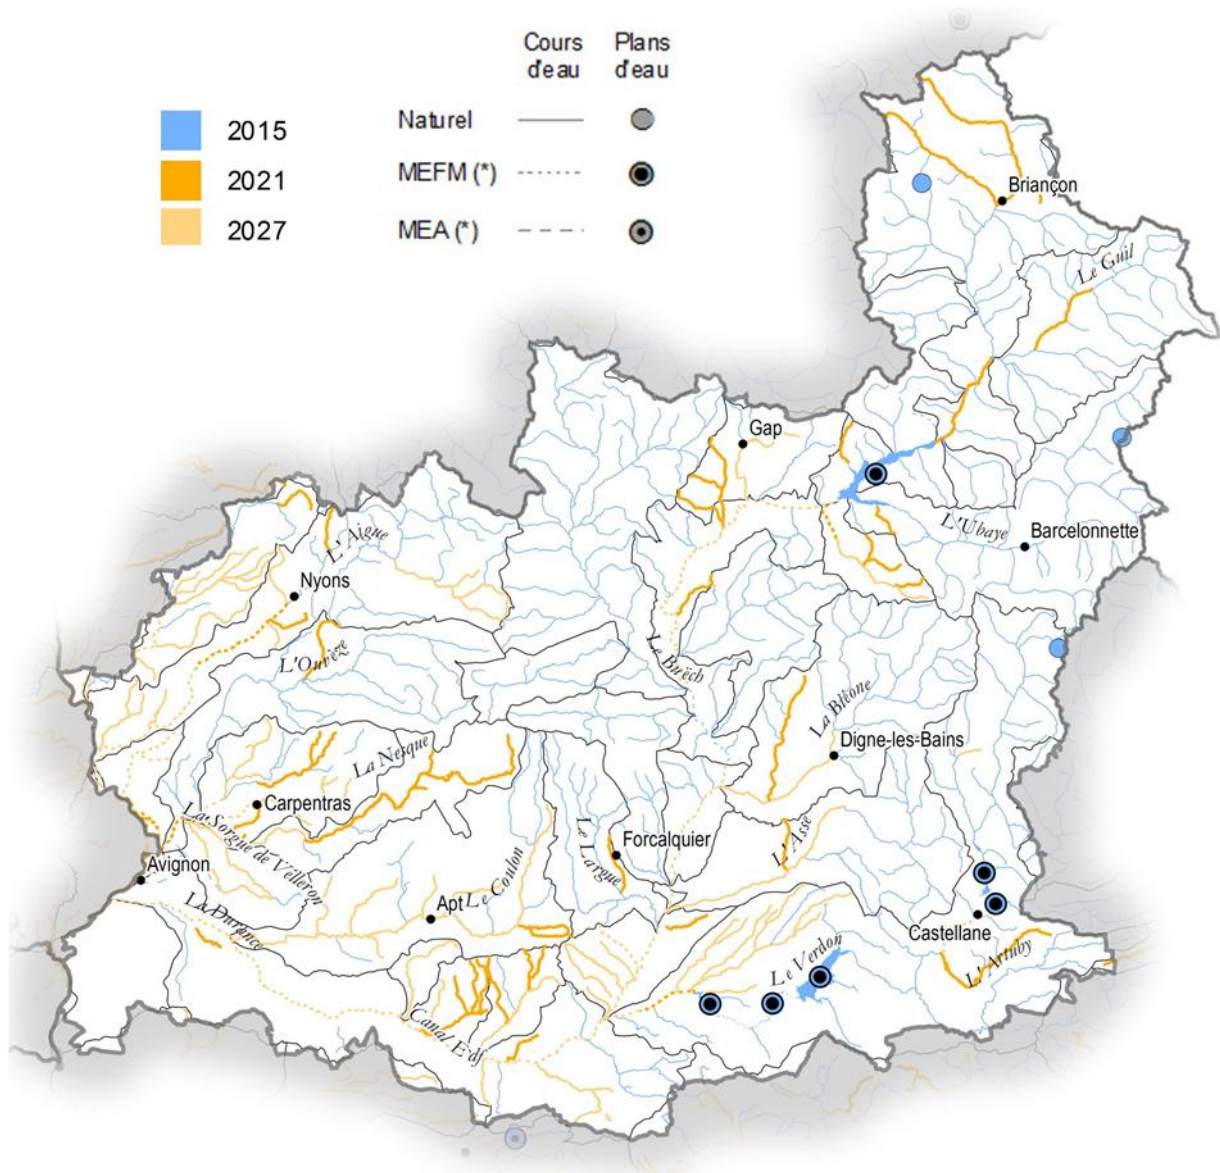 Cours
d'eau
Plans
d'eau
2015
2021
2027
Naturel
MEFM (*)
MEA (*)
Briançon
Le Guil
Gap
L'Ubaye
Barcelonnette
L'Aigue
Nyons
L'Ouvèze
Le Buëch
La Bléone
Digne-les-Bains
La Nesque
Carpentras
La Sorgue de Vélleron
Avignon
La Durance
Le Largue
Forcalquier
L'Asse
Apt
Le Coulon
Castellane
L'Artuby
Le Verdon
Canal Edf